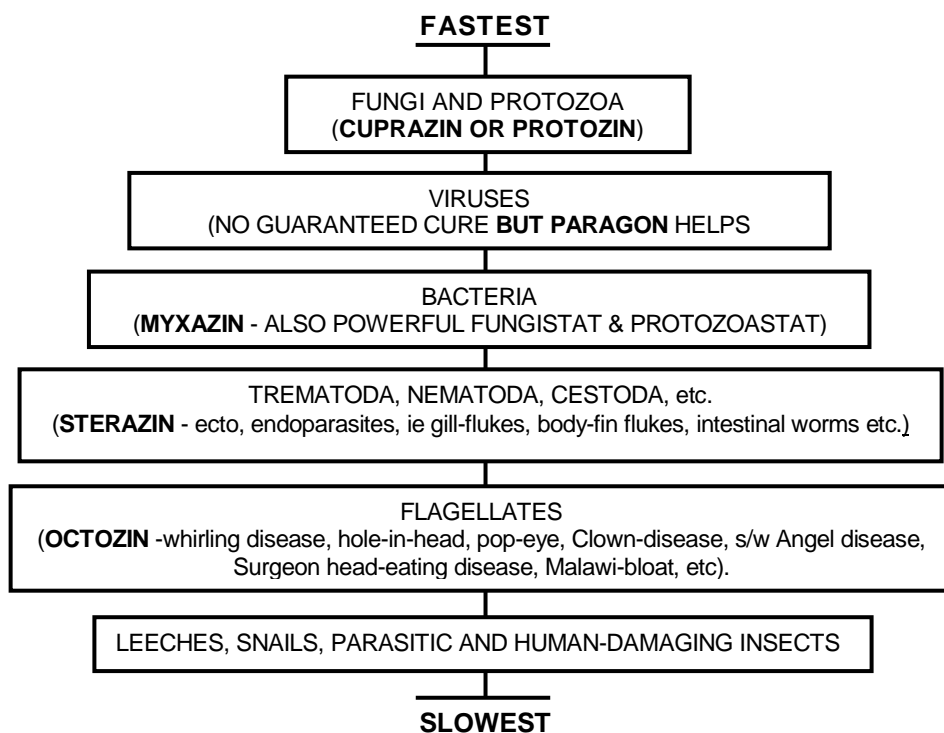 FASTEST
FUNGI AND PROTOZOA
(CUPRAZIN OR PROTOZIN)
VIRUSES
(NO GUARANTEED CURE BUT PARAGON HELPS
BACTERIA
(MYXAZIN - ALSO POWERFUL FUNGISTAT & PROTOZOASTAT)
TREMATODA, NEMATODA, CESTODA, etc.
(STERAZIN - ecto, endoparasites, ie gill-flukes, body-fin flukes, intestinal worms etc.)
FLAGELLATES
(OCTOZIN -whirling disease, hole-in-head, pop-eye, Clown-disease, s/w Angel disease,
Surgeon head-eating disease, Malawi-bloat, etc).
LEECHES, SNAILS, PARASITIC AND HUMAN-DAMAGING INSECTS
SLOWEST